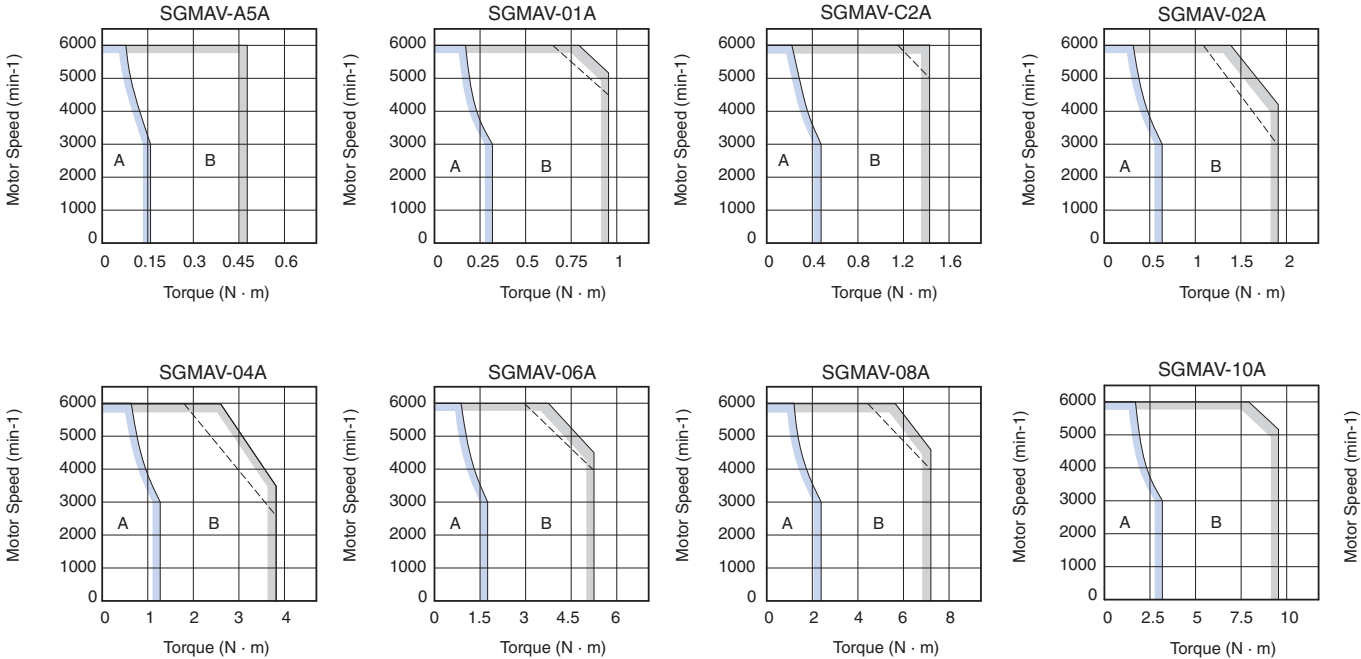 SGMAV-A5A
Motor Speed (min-1)
6000
5000
4000
3000
2000
1000
0
A
B
0 0.15 0.3 0.45 0.6
Torque (N · m)
SGMAV-01A
Motor Speed (min-1)
6000
5000
4000
3000
2000
1000
0
A
B
0 0.25 0.5 0.75 1
Torque (N · m)
SGMAV-C2A
Motor Speed (min-1)
6000
5000
4000
3000
2000
1000
0
A
B
0 0.4 0.8 1.2 1.6
Torque (N · m)
SGMAV-02A
Motor Speed (min-1)
6000
5000
4000
3000
2000
1000
0
A
B
0 0.5 1 1.5 2
Torque (N · m)
SGMAV-04A
Motor Speed (min-1)
6000
5000
4000
3000
2000
1000
0
A
B
0 1 2 3 4
Torque (N · m)
SGMAV-06A
Motor Speed (min-1)
6000
5000
4000
3000
2000
1000
0
A
B
0 1.5 3 4.5 6
Torque (N · m)
SGMAV-08A
Motor Speed (min-1)
6000
5000
4000
3000
2000
1000
0
A
B
0 2 4 6 8
Torque (N · m)
SGMAV-10A
Motor Speed (min-1)
6000
5000
4000
3000
2000
1000
0
A
B
0 2.5 5 7.5 10
Torque (N · m)
Motor Speed (min-1)